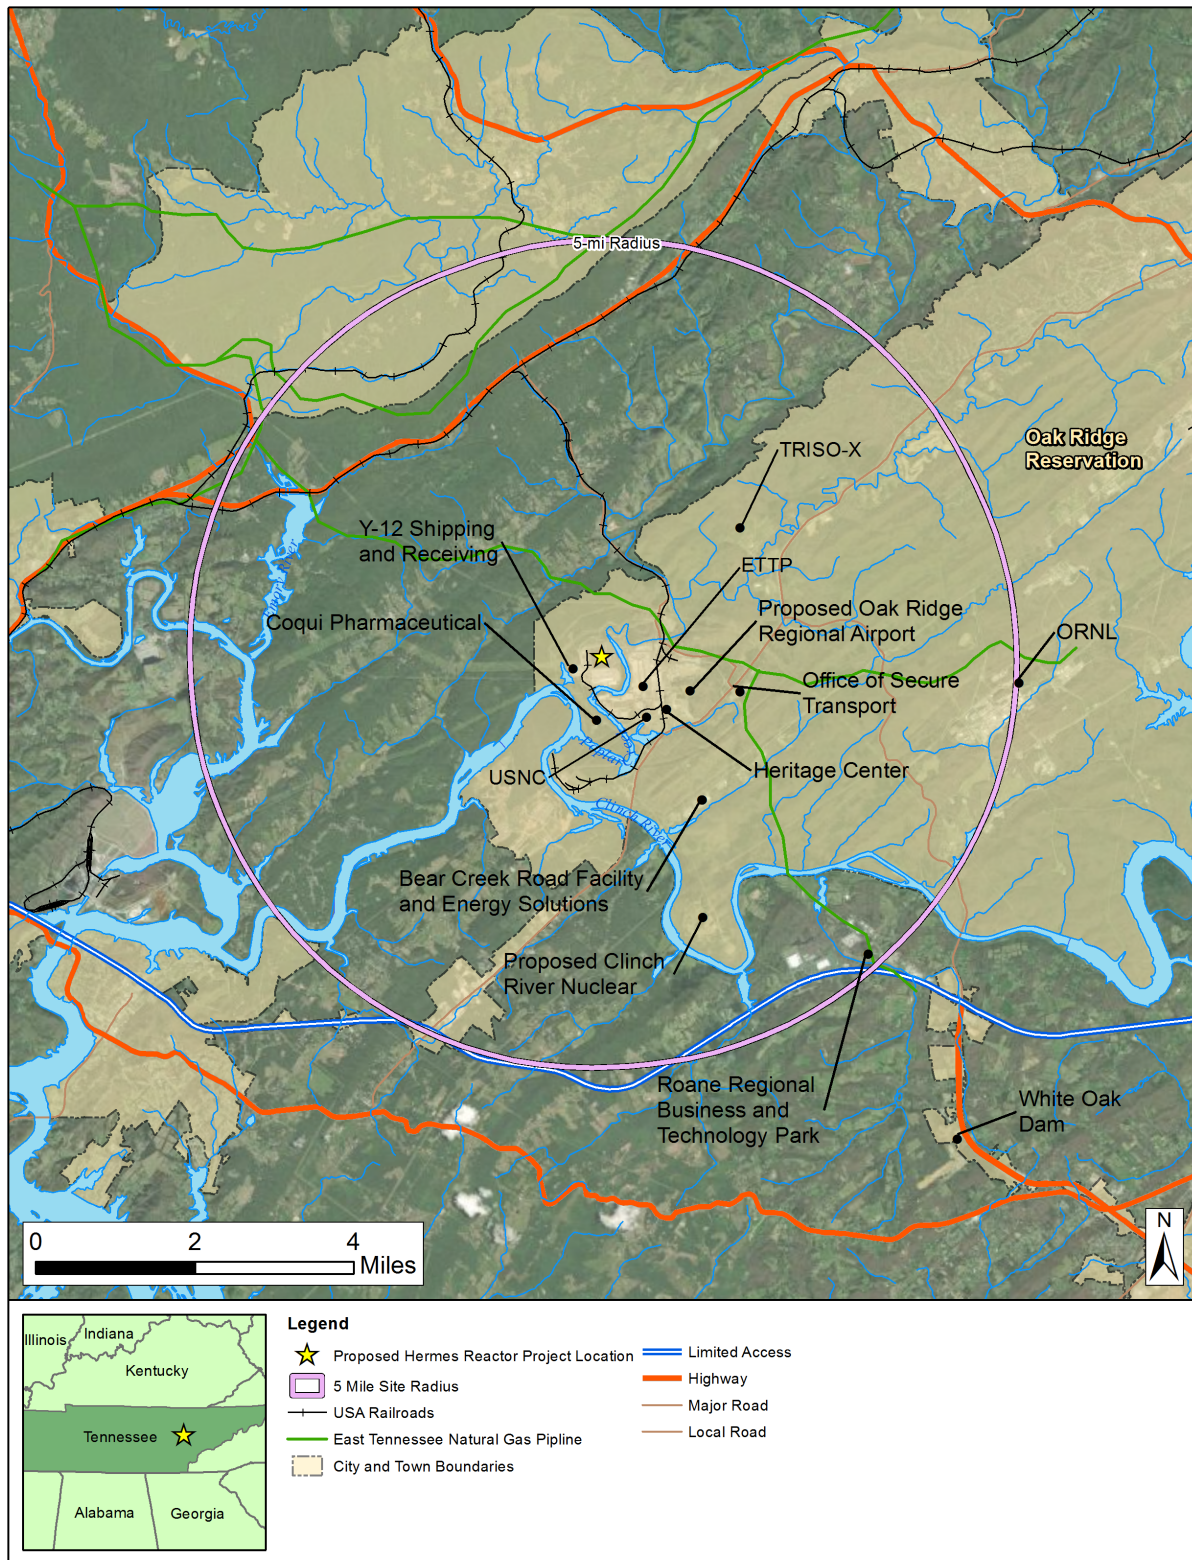 5-mi Radius
Oak Ridge
Reservation
TRISO-X
Y-12 Shipping
and Receiving
ETTP
Emory River
Coqui Pharmaceutical
Proposed Oak Ridge
Regional Airport
ORNL
Office of Secure
Transport
Poplar
USNC
Heritage Center
Clinch River
Bear Creek Road Facility
and Energy Solutions
Proposed Clinch
River Nuclear
Roane Regional
Business and
Technology Park
White Oak
Dam
0 2 4
Miles
N
Illinois
Indiana
Kentucky
Tennessee
Alabama
Georgia
Legend
Proposed Hermes Reactor Project Location
5 Mile Site Radius
USA Railroads
East Tennessee Natural Gas Pipline
City and Town Boundaries
Limited Access
Highway
Major Road
Local Road